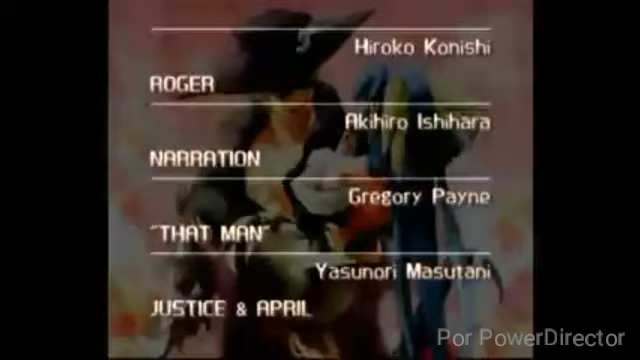 Hiroko Konishi
ROGER
Akihiro Ishihara
NARRATION
Gregory Payne
"THAT MAN"
Yasunori Masutani
JUSTICE & APRIL
Por PowerDirector